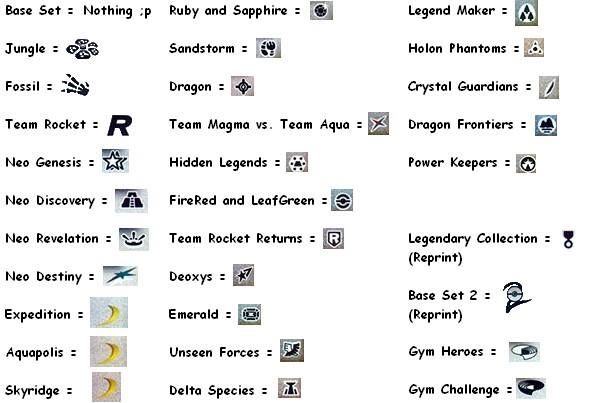 Base Set = Nothing ;p
Jungle =
Fossil =
Team Rocket = R
Neo Genesis =
Neo Discovery =
Neo Revelation =
Neo Destiny =
Expedition =
Aquapolis =
Skyridge =
Ruby and Sapphire =
Sandstorm =
Dragon =
Team Magma vs. Team Aqua =
Hidden Legends =
FireRed and LeafGreen =
Team Rocket Returns = R
Deoxys =
Emerald =
Unseen Forces =
Delta Species =
Legend Maker =
Holon Phantoms =
Crystal Guardians =
Dragon Frontiers =
Power Keepers =
Legendary Collection =
(Reprint)
Base Set 2 =
(Reprint)
Gym Heroes =
Gym Challenge =